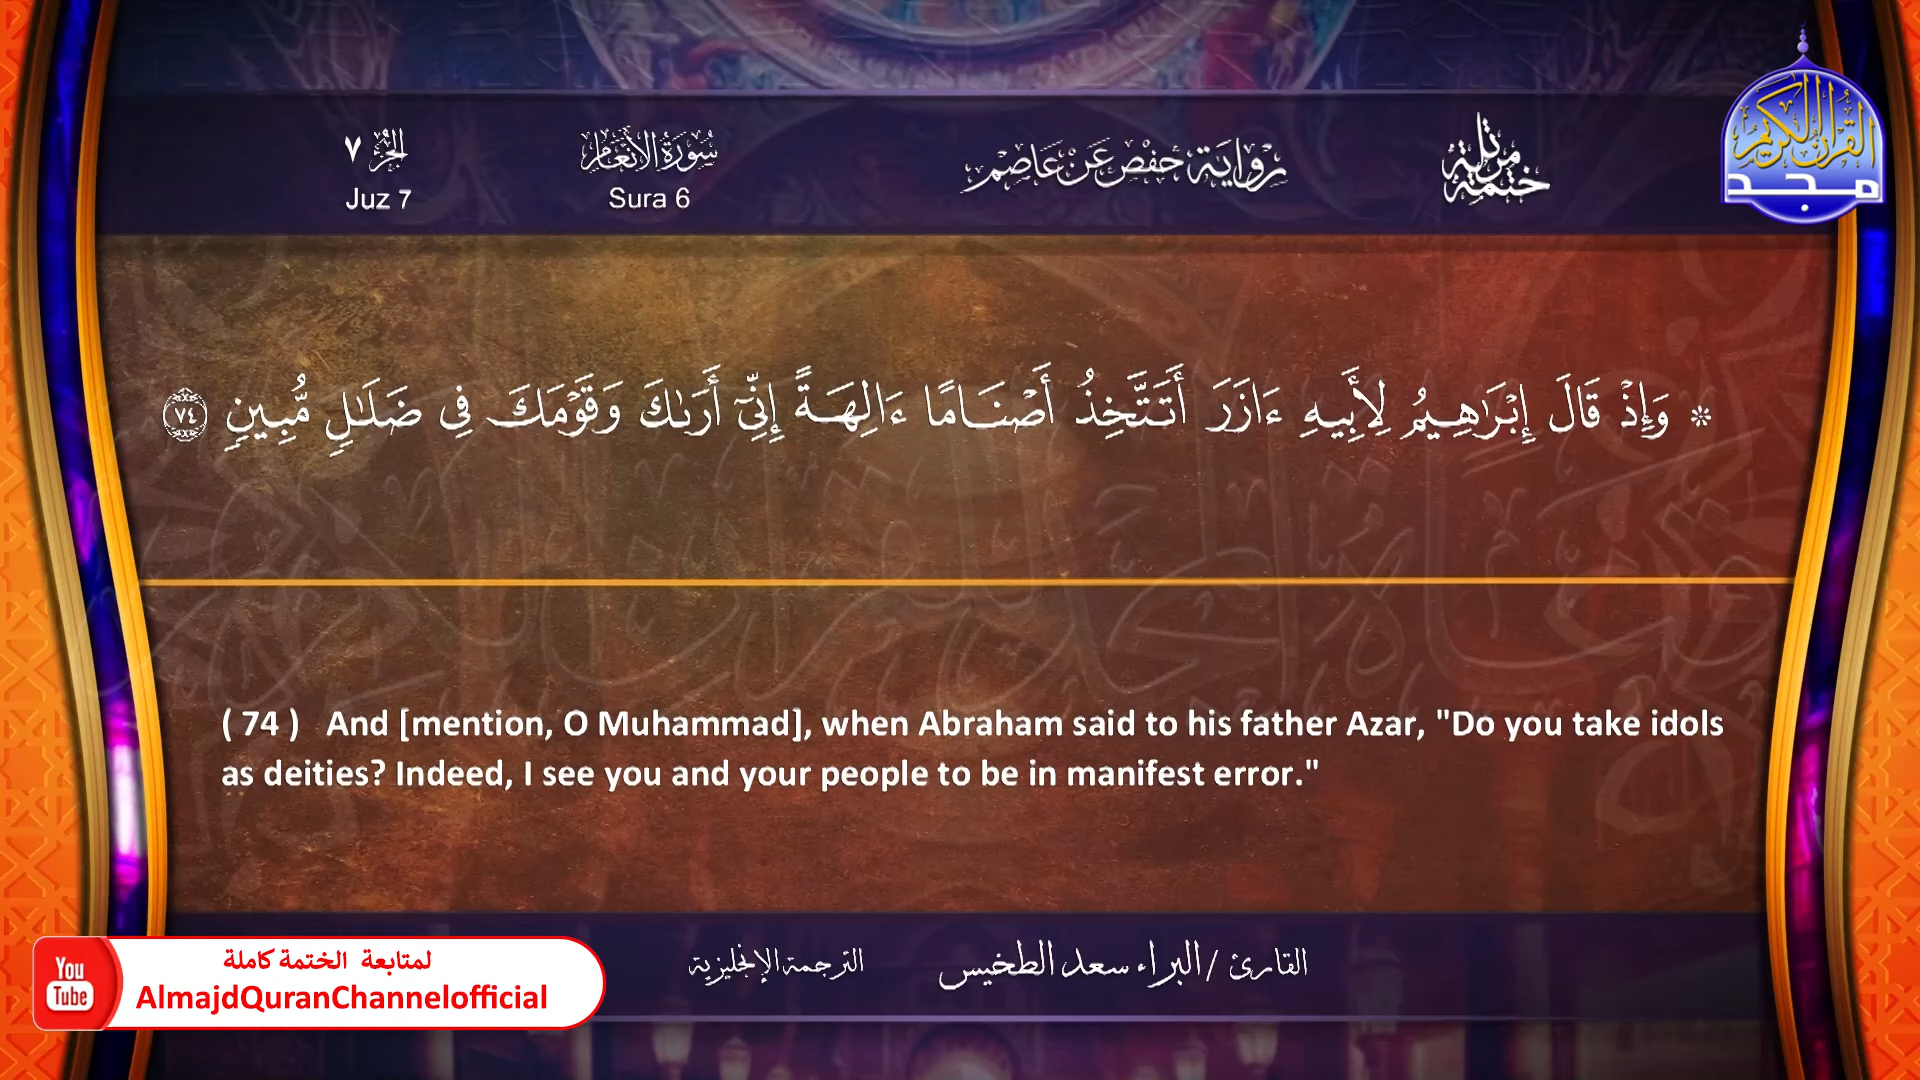 الجزء ٧
Juz 7
سورة الأنعام
Sura 6
رواية حفص عن عاصم
ختمة مرتلة
القرآن الكريم
مجد
۞ وَإِذْ قَالَ إِبْرَٰهِيمُ لِأَبِيهِ ءَازَرَ أَتَتَّخِذُ أَصْنَامًا ءَالِهَةً إِنِّىٓ أَرَىٰكَ وَقَوْمَكَ فِى ضَلَـٰلٍ مُّبِينٍ ٧٤
( 74 ) And [mention, O Muhammad], when Abraham said to his father Azar, "Do you take idols
as deities? Indeed, I see you and your people to be in manifest error."
القارئ / البراء سعد الطخيس
الترجمة الإنجليزية
You
Tube
لمتابعة الختمة كاملة
AlmajdQuranChannelofficial